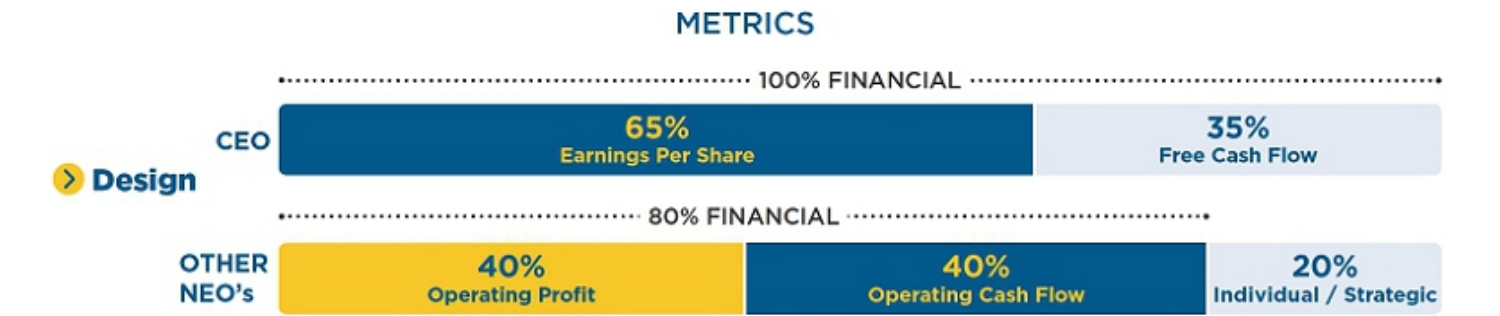 METRICS
100% FINANCIAL
CEO
65%
Earnings Per Share
35%
Free Cash Flow
Design
80% FINANCIAL
OTHER
NEO's
40%
Operating Profit
40%
Operating Cash Flow
20%
Individual / Strategic